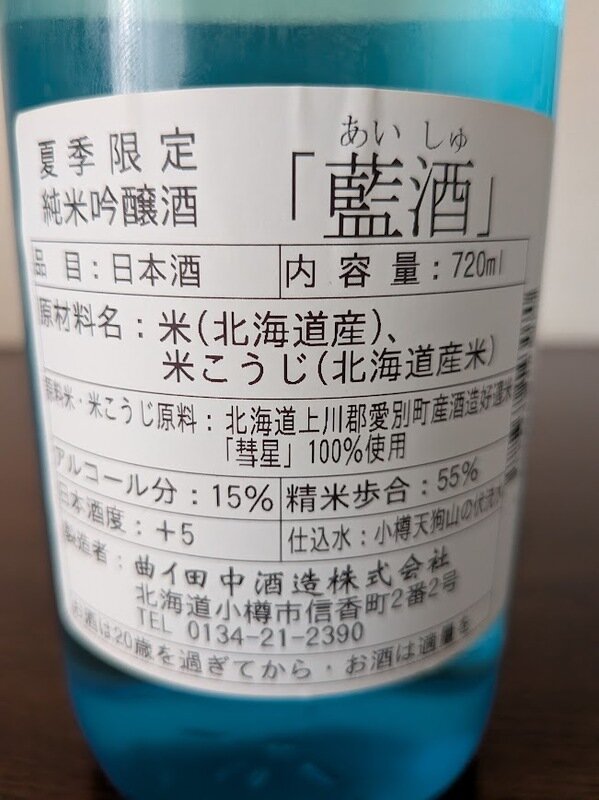 夏季限定
純米吟醸酒
あいしゅ
「藍酒」
品目：日本酒
内容量：720ml
原材料名：米(北海道産)、
米こうじ(北海道産米)
原料米・米こうじ原料：北海道上川郡愛別町産酒造好適米
「彗星」100%使用
アルコール分：15%
精米歩合：55%
日本酒度：+5
仕込水：小樽天狗山の伏流水
製造者：曲イ田中酒造株式会社
北海道小樽市信香町2番2号
TEL 0134-21-2390
お酒は20歳を過ぎてから・お酒は適量を